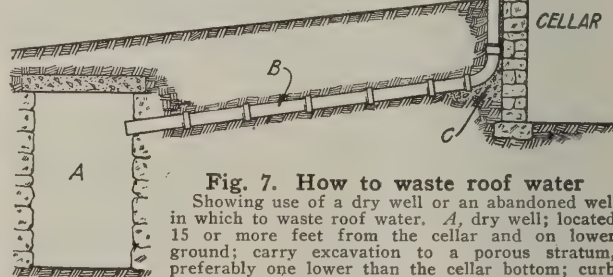 CELLAR
B
A
C
Fig. 7. How to waste roof water
Showing use of a dry well or an abandoned well
in which to waste roof water. A, dry well; located
15 or more feet from the cellar and on lower
ground; carry excavation to a porous stratum,
preferably one lower than the cellar bottom; curb